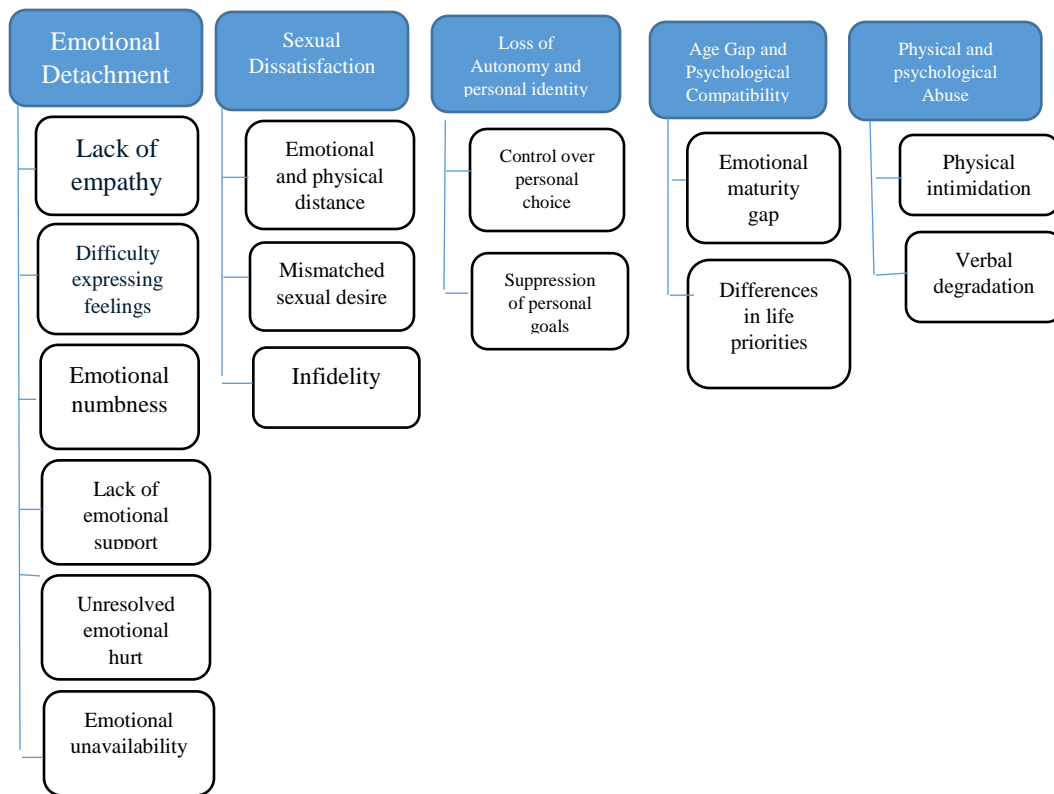 Emotional
Detachment
Lack of
empathy
Difficulty
expressing
feelings
Emotional
numbness
Lack of
emotional
support
Unresolved
emotional
hurt
Emotional
unavailability
Sexual
Dissatisfaction
Emotional
and physical
distance
Mismatched
sexual desire
Infidelity
Loss of
Autonomy and
personal identity
Control over
personal
choice
Suppression
of personal
goals
Age Gap and
Psychological
Compatibility
Emotional
maturity
gap
Differences
in life
priorities
Physical and
psychological
Abuse
Physical
intimidation
Verbal
degradation